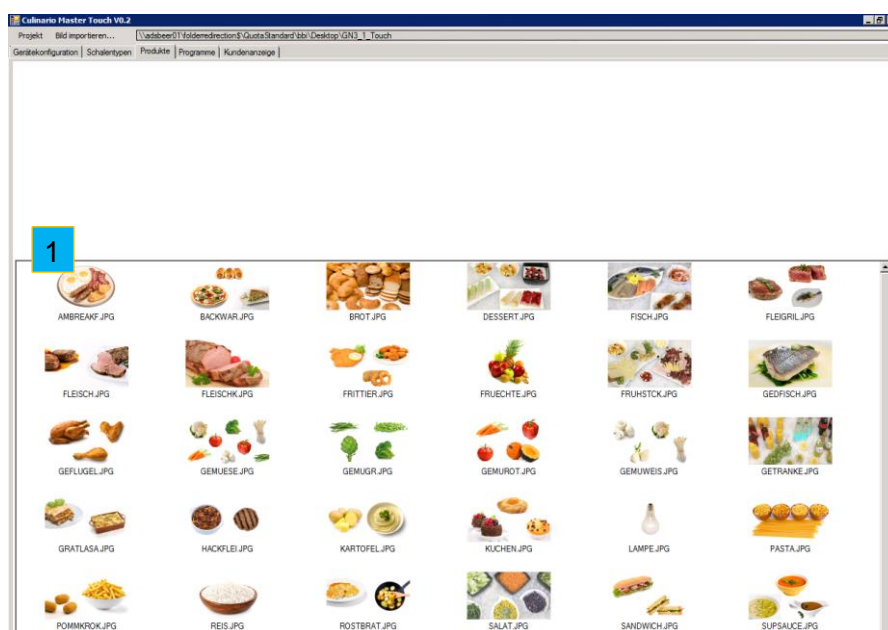 Culinario Master Touch V0.2
Projekt Bild importieren... \\adsbeer01\folderredirection$\QuotaStandard\bbi\Desktop\GN3_1_Touch
Gerätekonfiguration Schalentypen Produkte Programme Kundenanzeige
1
AMBREAKF.JPG BACKWAR.JPG BROT.JPG DESSERT.JPG FISCH.JPG FLEIGRIL.JPG
FLEISCH.JPG FLEISCHK.JPG FRITTIER.JPG FRUECHTE.JPG FRUHSTCK.JPG GEDFISCH.JPG
GEFLUGEL.JPG GEMUESE.JPG GEMUGR.JPG GEMUROT.JPG GEMUWEIS.JPG GETRANKE.JPG
GRATLASA.JPG HACKFLEI.JPG KARTOFEL.JPG KUCHEN.JPG LAMPE.JPG PASTA.JPG
POMMKROK.JPG REIS.JPG ROSTBRAT.JPG SALAT.JPG SANDWICH.JPG SUPSAUCE.JPG